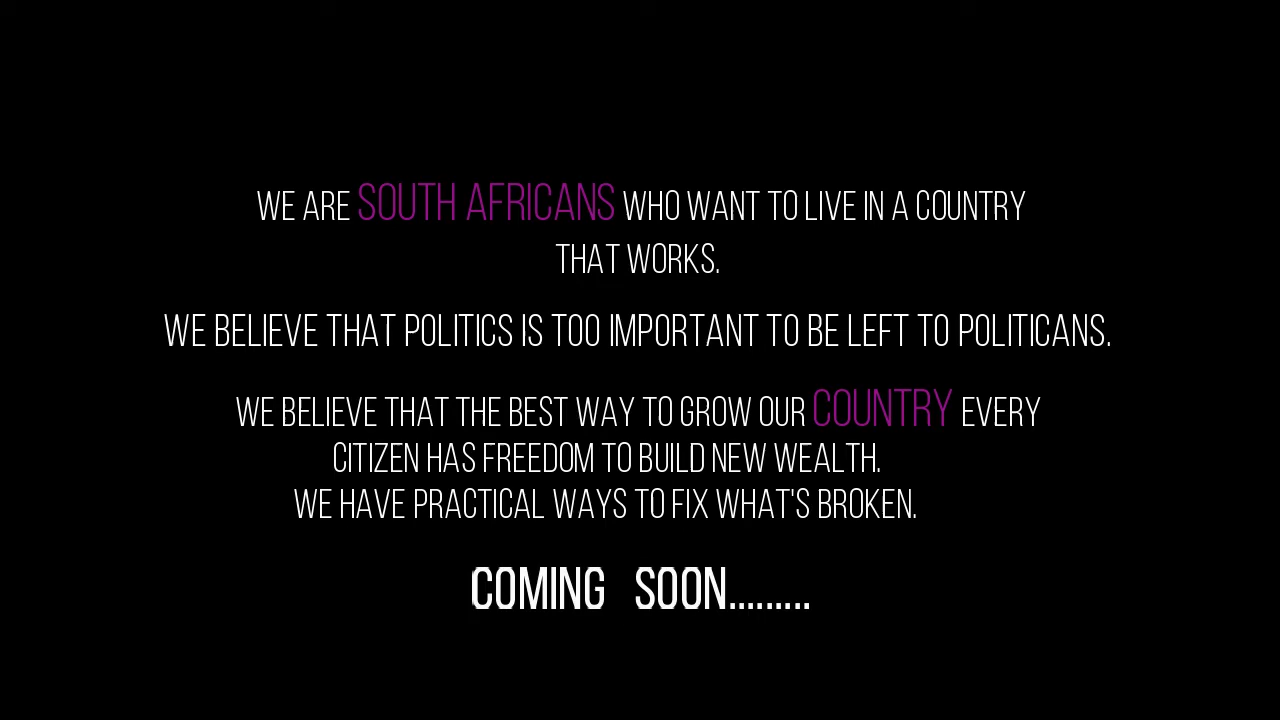 WE ARE SOUTH AFRICANS WHO WANT TO LIVE IN A COUNTRY
THAT WORKS.
WE BELIEVE THAT POLITICS IS TOO IMPORTANT TO BE LEFT TO POLITICANS.
WE BELIEVE THAT THE BEST WAY TO GROW OUR COUNTRY EVERY
CITIZEN HAS FREEDOM TO BUILD NEW WEALTH.
WE HAVE PRACTICAL WAYS TO FIX WHAT'S BROKEN.
COMING SOON.........